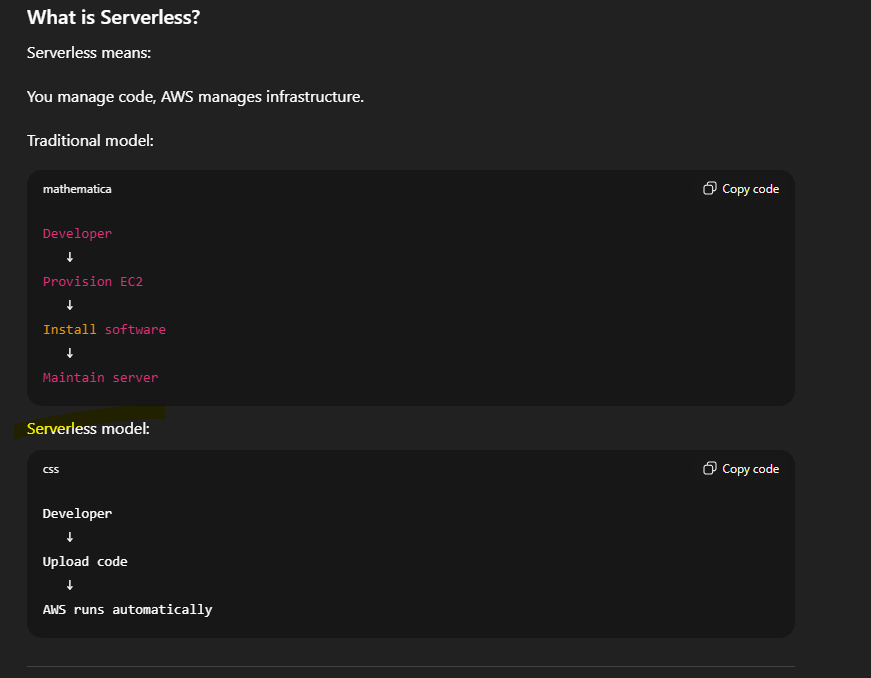 What is Serverless?
Serverless means:
You manage code, AWS manages infrastructure.
Traditional model:
mathematica
Copy code
Developer
↓
Provision EC2
↓
Install software
↓
Maintain server
Serverless model:
css
Copy code
Developer
↓
Upload code
↓
AWS runs automatically